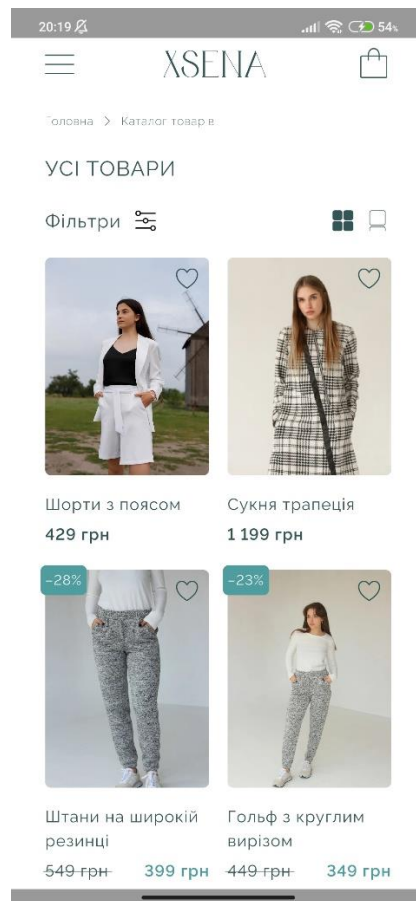 20:19 54%
XSENA
Головна > Каталог товарів
УСІ ТОВАРИ
Фільтри
Шорти з поясом
429 грн
Сукня трапеція
1 199 грн
-28%
-23%
Штани на широкій
резинці
549 грн 399 грн
Гольф з круглим
вирізом
449 грн 349 грн